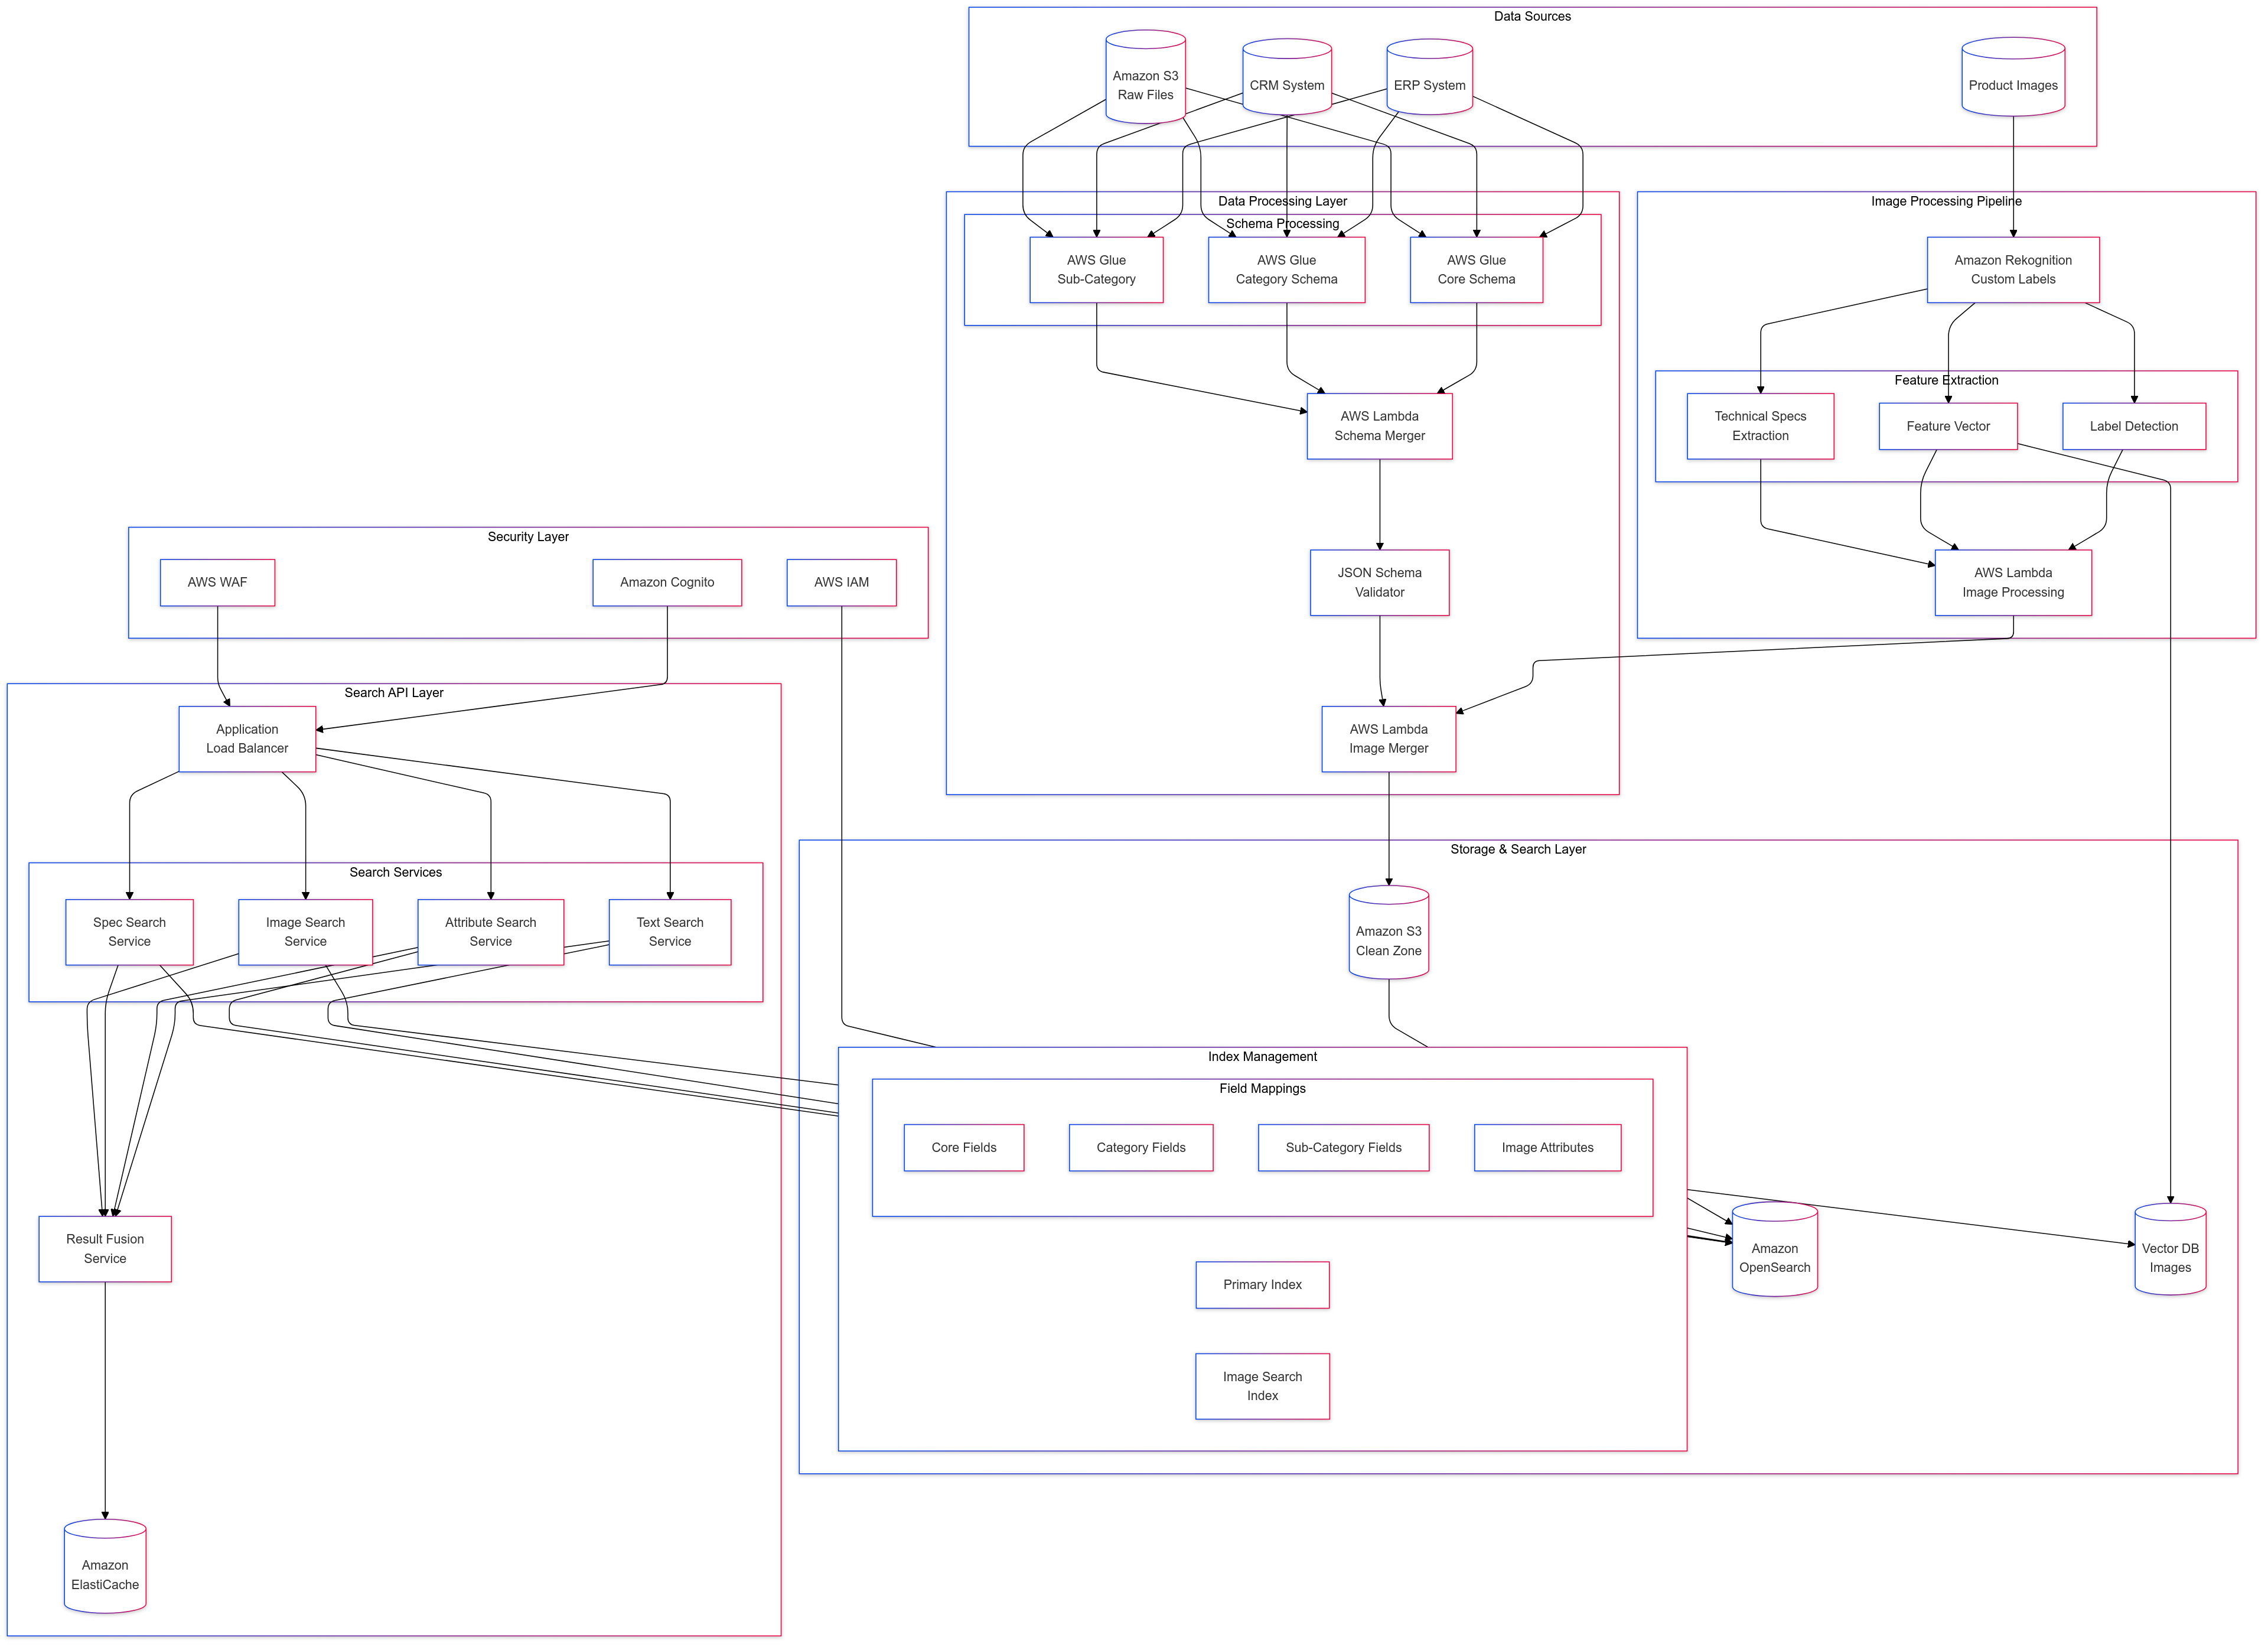 Data Sources
Amazon S3
Raw Files
CRM System
ERP System
Product Images
Data Processing Layer
Schema Processing
AWS Glue
Sub-Category
AWS Glue
Category Schema
AWS Glue
Core Schema
AWS Lambda
Schema Merger
JSON Schema
Validator
AWS Lambda
Image Merger
Image Processing Pipeline
Amazon Rekognition
Custom Labels
Feature Extraction
Technical Specs
Extraction
Feature Vector
Label Detection
AWS Lambda
Image Processing
Security Layer
AWS WAF
Amazon Cognito
AWS IAM
Search API Layer
Application
Load Balancer
Search Services
Spec Search
Service
Image Search
Service
Attribute Search
Service
Text Search
Service
Result Fusion
Service
Amazon
ElastiCache
Storage & Search Layer
Amazon S3
Clean Zone
Index Management
Field Mappings
Core Fields
Category Fields
Sub-Category Fields
Image Attributes
Primary Index
Image Search
Index
Amazon
OpenSearch
Vector DB
Images